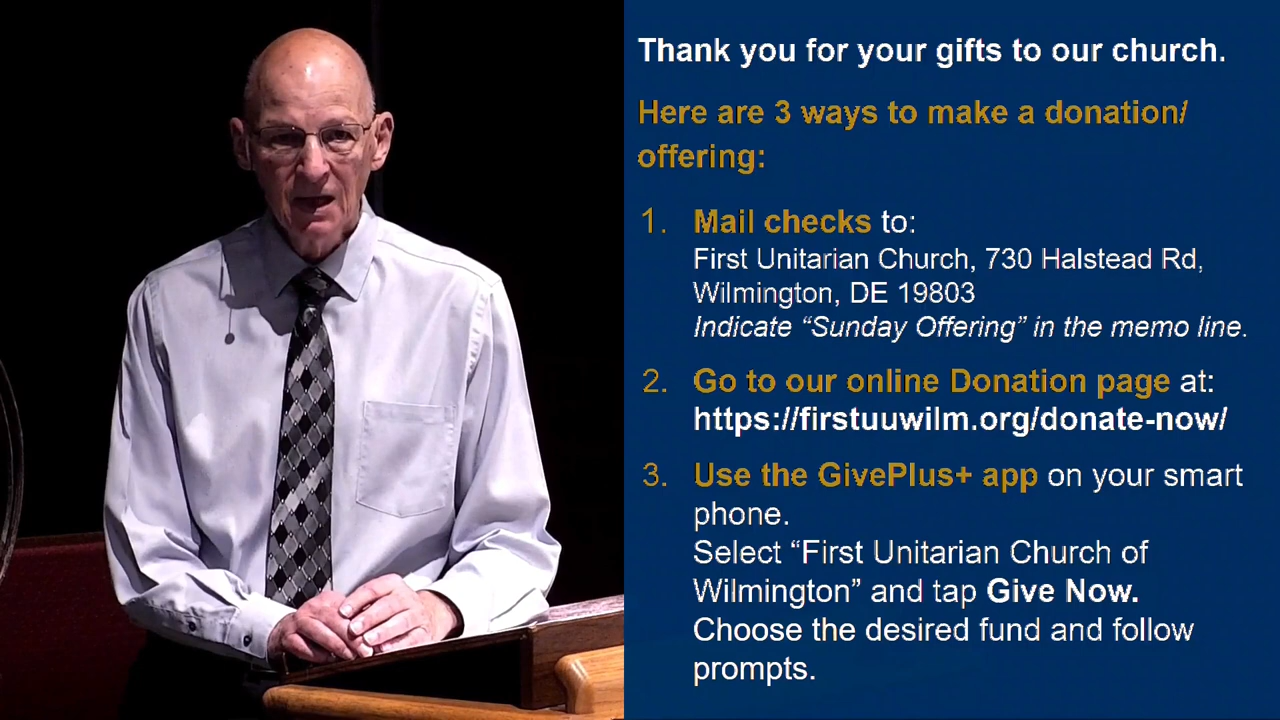 Thank you for your gifts to our church.
Here are 3 ways to make a donation/
offering:
1. Mail checks to:
First Unitarian Church, 730 Halstead Rd,
Wilmington, DE 19803
Indicate “Sunday Offering” in the memo line.
2. Go to our online Donation page at:
https://firstuuwilm.org/donate-now/
3. Use the GivePlus+ app on your smart
phone.
Select “First Unitarian Church of
Wilmington” and tap Give Now.
Choose the desired fund and follow
prompts.